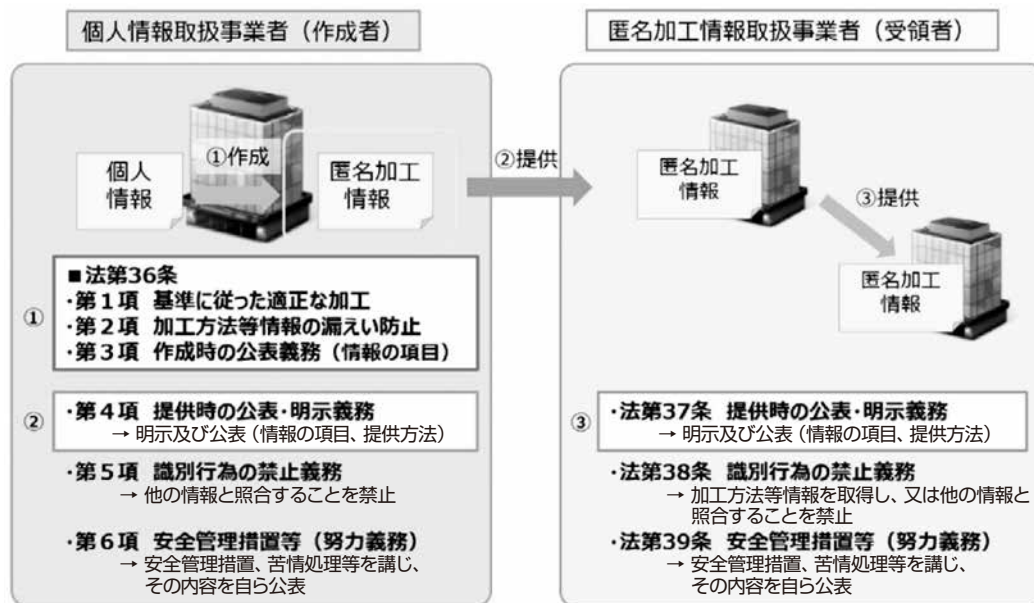 個人情報取扱事業者（作成者）
個人
情報
①作成
匿名加工
情報
②提供
①
■法第36条
・第１項 基準に従った適正な加工
・第２項 加工方法等情報の漏えい防止
・第３項 作成時の公表義務（情報の項目）
②
・第４項 提供時の公表・明示義務
→ 明示及び公表（情報の項目、提供方法）
・第５項 識別行為の禁止義務
→ 他の情報と照合することを禁止
・第６項 安全管理措置等（努力義務）
→ 安全管理措置、苦情処理等を講じ、
その内容を自ら公表
匿名加工情報取扱事業者（受領者）
匿名加工
情報
③提供
匿名加工
情報
③
・法第37条 提供時の公表・明示義務
→ 明示及び公表（情報の項目、提供方法）
・法第38条 識別行為の禁止義務
→ 加工方法等情報を取得し、又は他の情報と
照合することを禁止
・法第39条 安全管理措置等（努力義務）
→ 安全管理措置、苦情処理等を講じ、
その内容を自ら公表